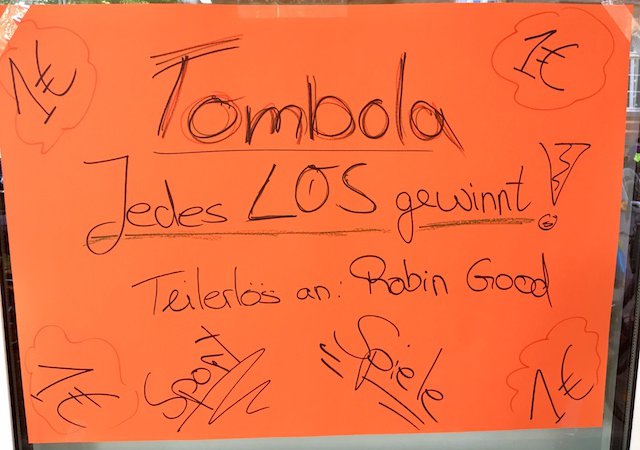 1€
1€
Tombola
Jedes LOS gewinnt!
Teilerlös an: Robin Good
1€
Sport
Spiele
1€